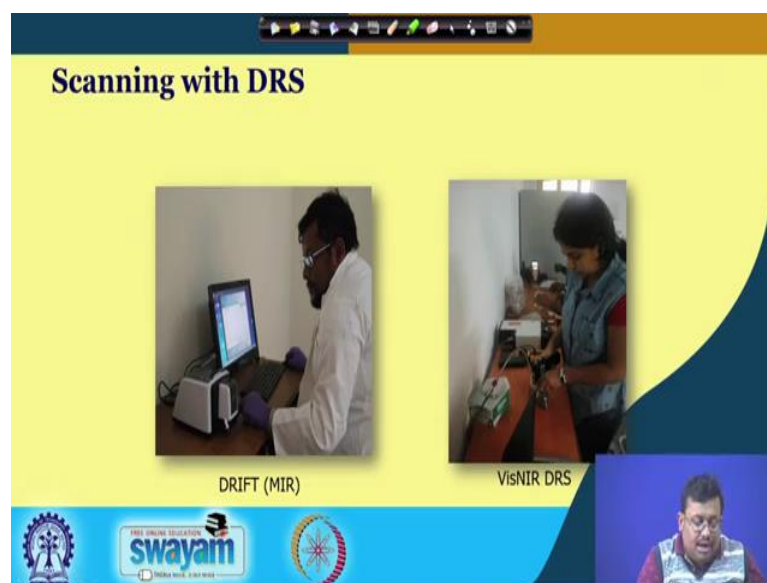 Scanning with DRS
DRIFT (MIR)
VisNIR DRS
FREE ONLINE EDUCATION
swayam